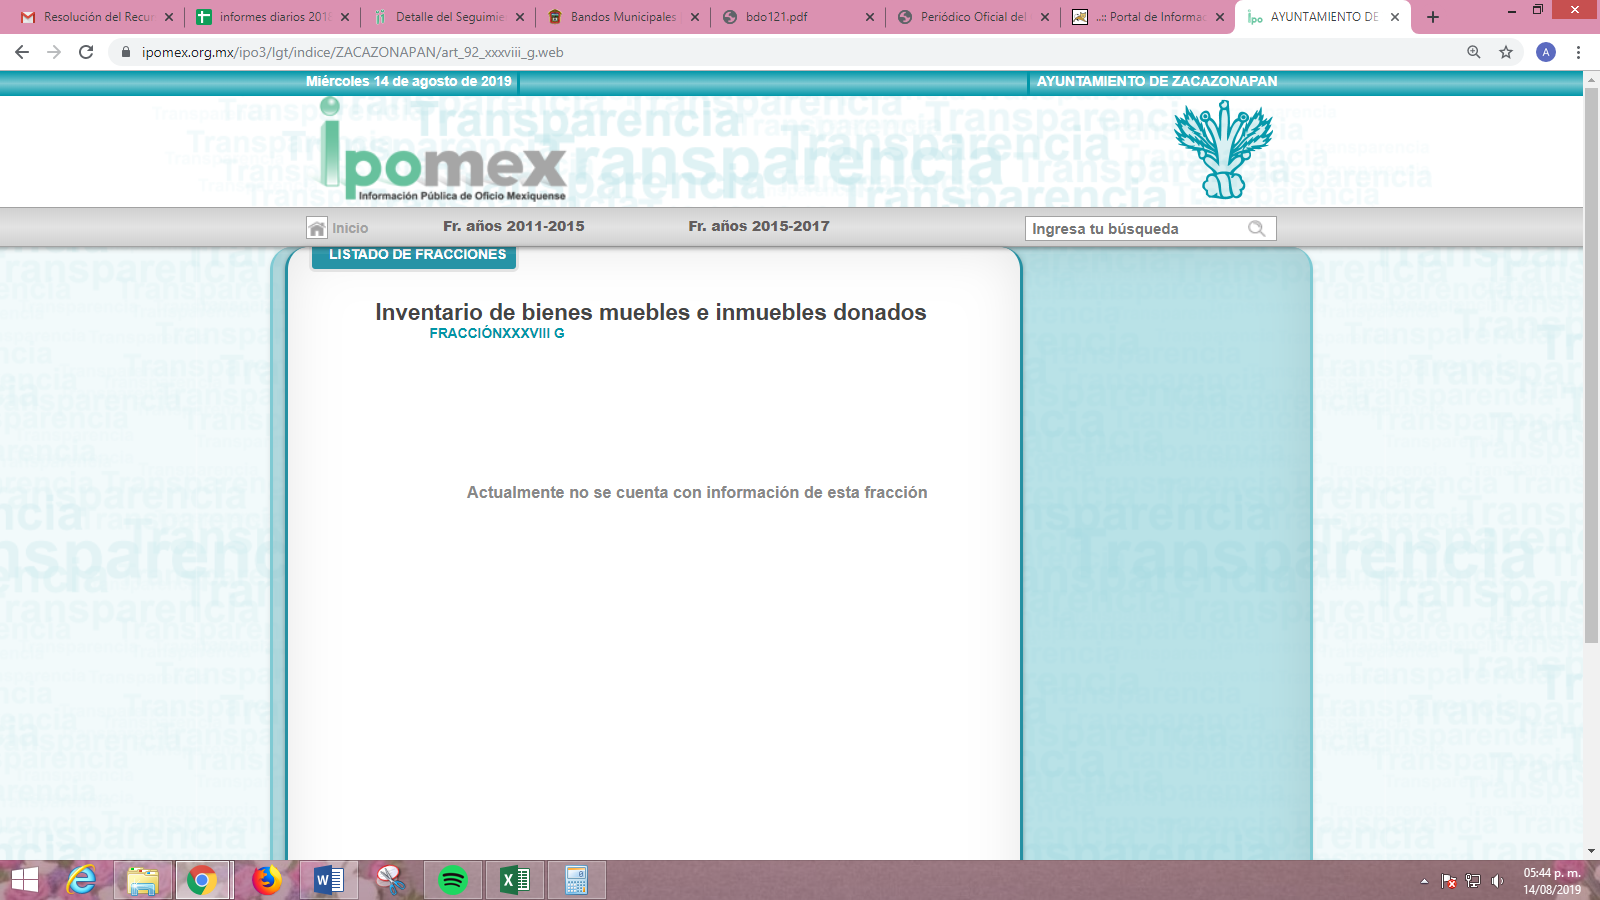 Resolución del Recur
informes diarios 2018
Detalle del Seguimie
Bandos Municipales
bdo121.pdf
Periódico Oficial del
..:: Portal de Informac
ipo
AYUNTAMIENTO DE
ipomex.org.mx/ipo3/lgt/indice/ZACAZONAPAN/art_92_xxxviii_g.web
A
Miércoles 14 de agosto de 2019
AYUNTAMIENTO DE ZACAZONAPAN
Transparencia
ipomex
Información Pública de Oficio Mexiquense
Inicio
Fr. años 2011-2015
Fr. años 2015-2017
Ingresa tu búsqueda
LISTADO DE FRACCIONES
Inventario de bienes muebles e inmuebles donados
FRACCIÓNXXXVIII G
Actualmente no se cuenta con información de esta fracción
05:44 p. m.
14/08/2019